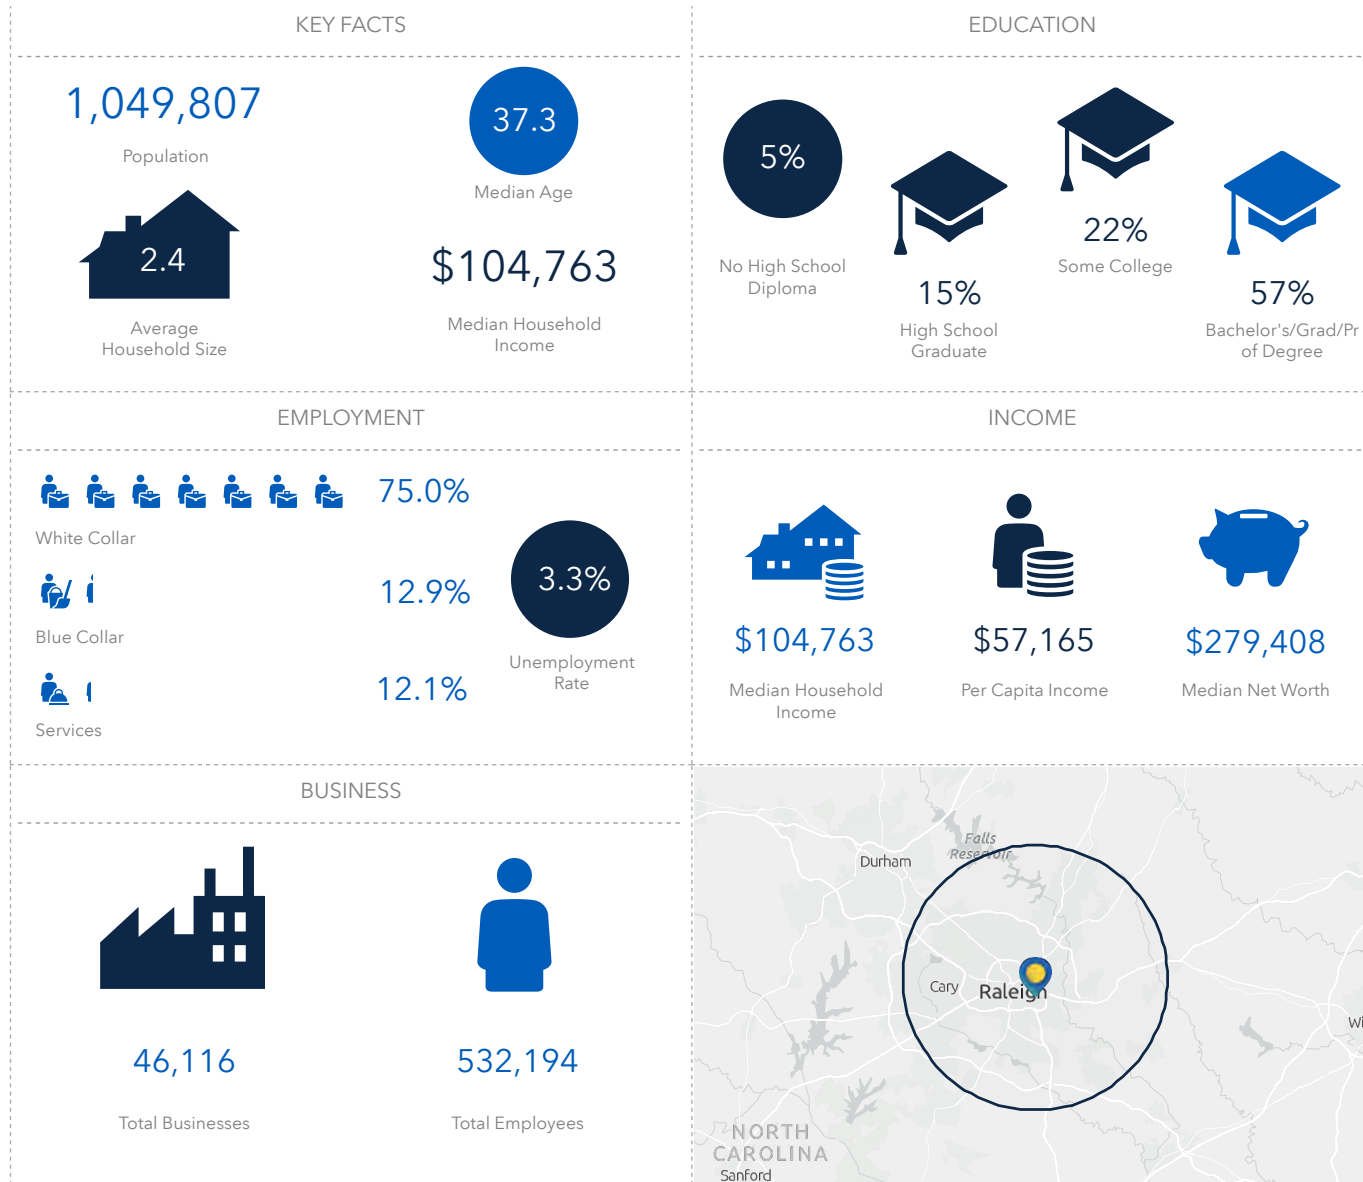 KEY FACTS
1,049,807
Population
37.3
Median Age
2.4
Average
Household Size
$104,763
Median Household
Income
EDUCATION
5%
No High School
Diploma
15%
High School
Graduate
22%
Some College
57%
Bachelor's/Grad/Pr
of Degree
EMPLOYMENT
75.0%
White Collar
12.9%
Blue Collar
12.1%
Services
3.3%
Unemployment
Rate
INCOME
$104,763
Median Household
Income
$57,165
Per Capita Income
$279,408
Median Net Worth
BUSINESS
46,116
Total Businesses
532,194
Total Employees
Falls
Reservoir
Durham
Cary
Raleigh
Wi
NORTH
CAROLINA
Sanford